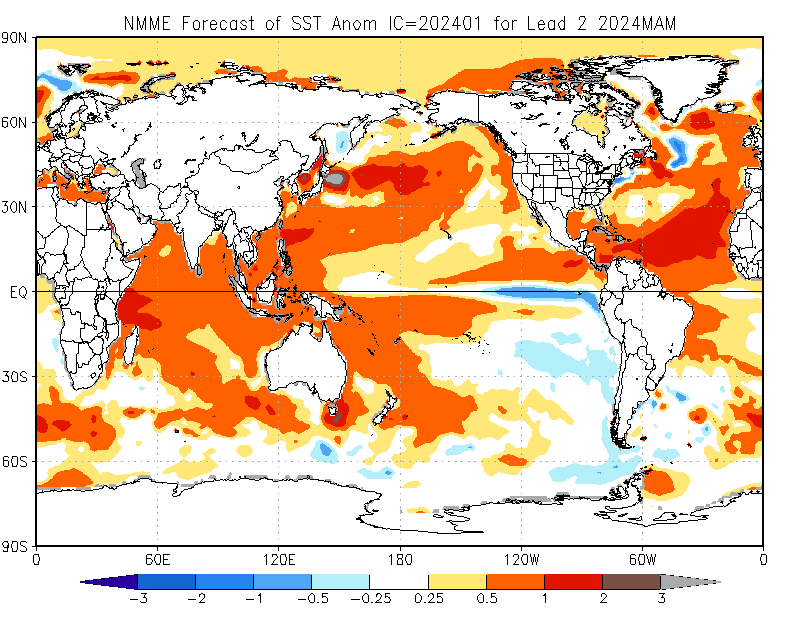 NMME Forecast of SST Anom IC=202401 for Lead 2 2024MAM
90N
60N
30N
EQ
30S
60S
90S
0 60E 120E 180 120W 60W 0
-3 -2 -1 -0.5 -0.25 0.25 0.5 1 2 3